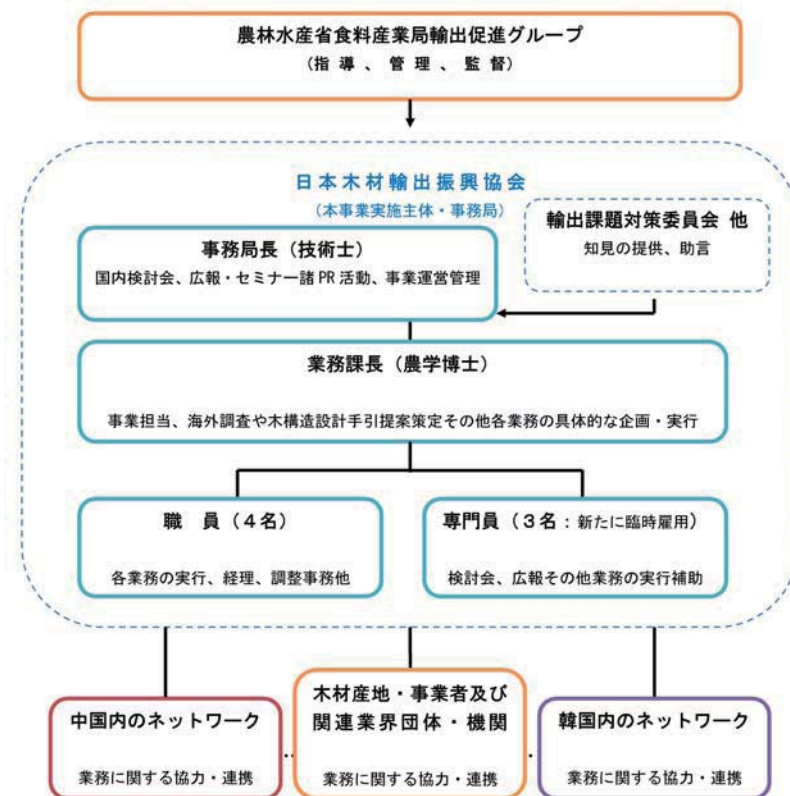 農林水産省食料産業局輸出促進グループ
（指 導 、 管 理 、 監 督）
日本木材輸出振興協会
（本事業実施主体・事務局）
輸出課題対策委員会 他
知見の提供、助言
事務局長（技術士）
国内検討会、広報・セミナー諸 PR 活動、事業運営管理
業務課長（農学博士）
事業担当、海外調査や木構造設計手引提案策定その他各業務の具体的な企画・実行
職 員（４名）
各業務の実行、経理、調整事務他
専門員（３名：新たに臨時雇用）
検討会、広報その他業務の実行補助
中国内のネットワーク
業務に関する協力・連携
木材産地・事業者及び
関連業界団体・機関
業務に関する協力・連携
韓国内のネットワーク
業務に関する協力・連携